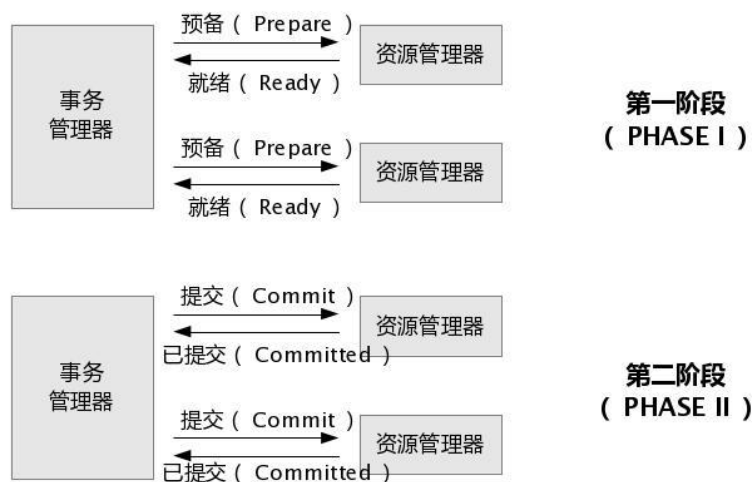 预备( Prepare )
资源管理器
就绪( Ready )
事务
管理器
第一阶段
( PHASE I )
预备( Prepare )
资源管理器
就绪( Ready )
提交( Commit )
资源管理器
已提交( Committed )
事务
管理器
第二阶段
( PHASE II )
提交( Commit )
资源管理器
已提交( Committed )